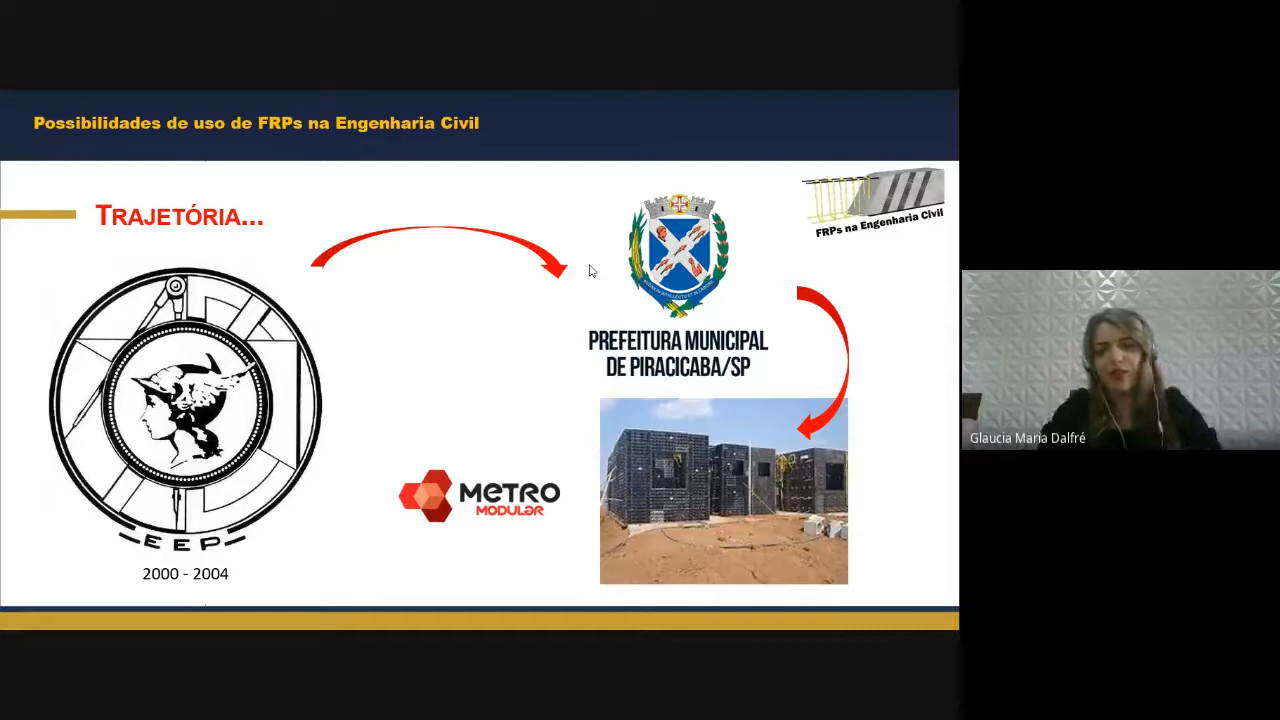 Possibilidades de uso de FRPs na Engenharia Civil
TRAJETÓRIA...
FRPs na Engenharia Civil
PREFEITURA MUNICIPAL
DE PIRACICABA/SP
METRO
MODULAR
EEP
2000 - 2004
Glaucia Maria Dalfré